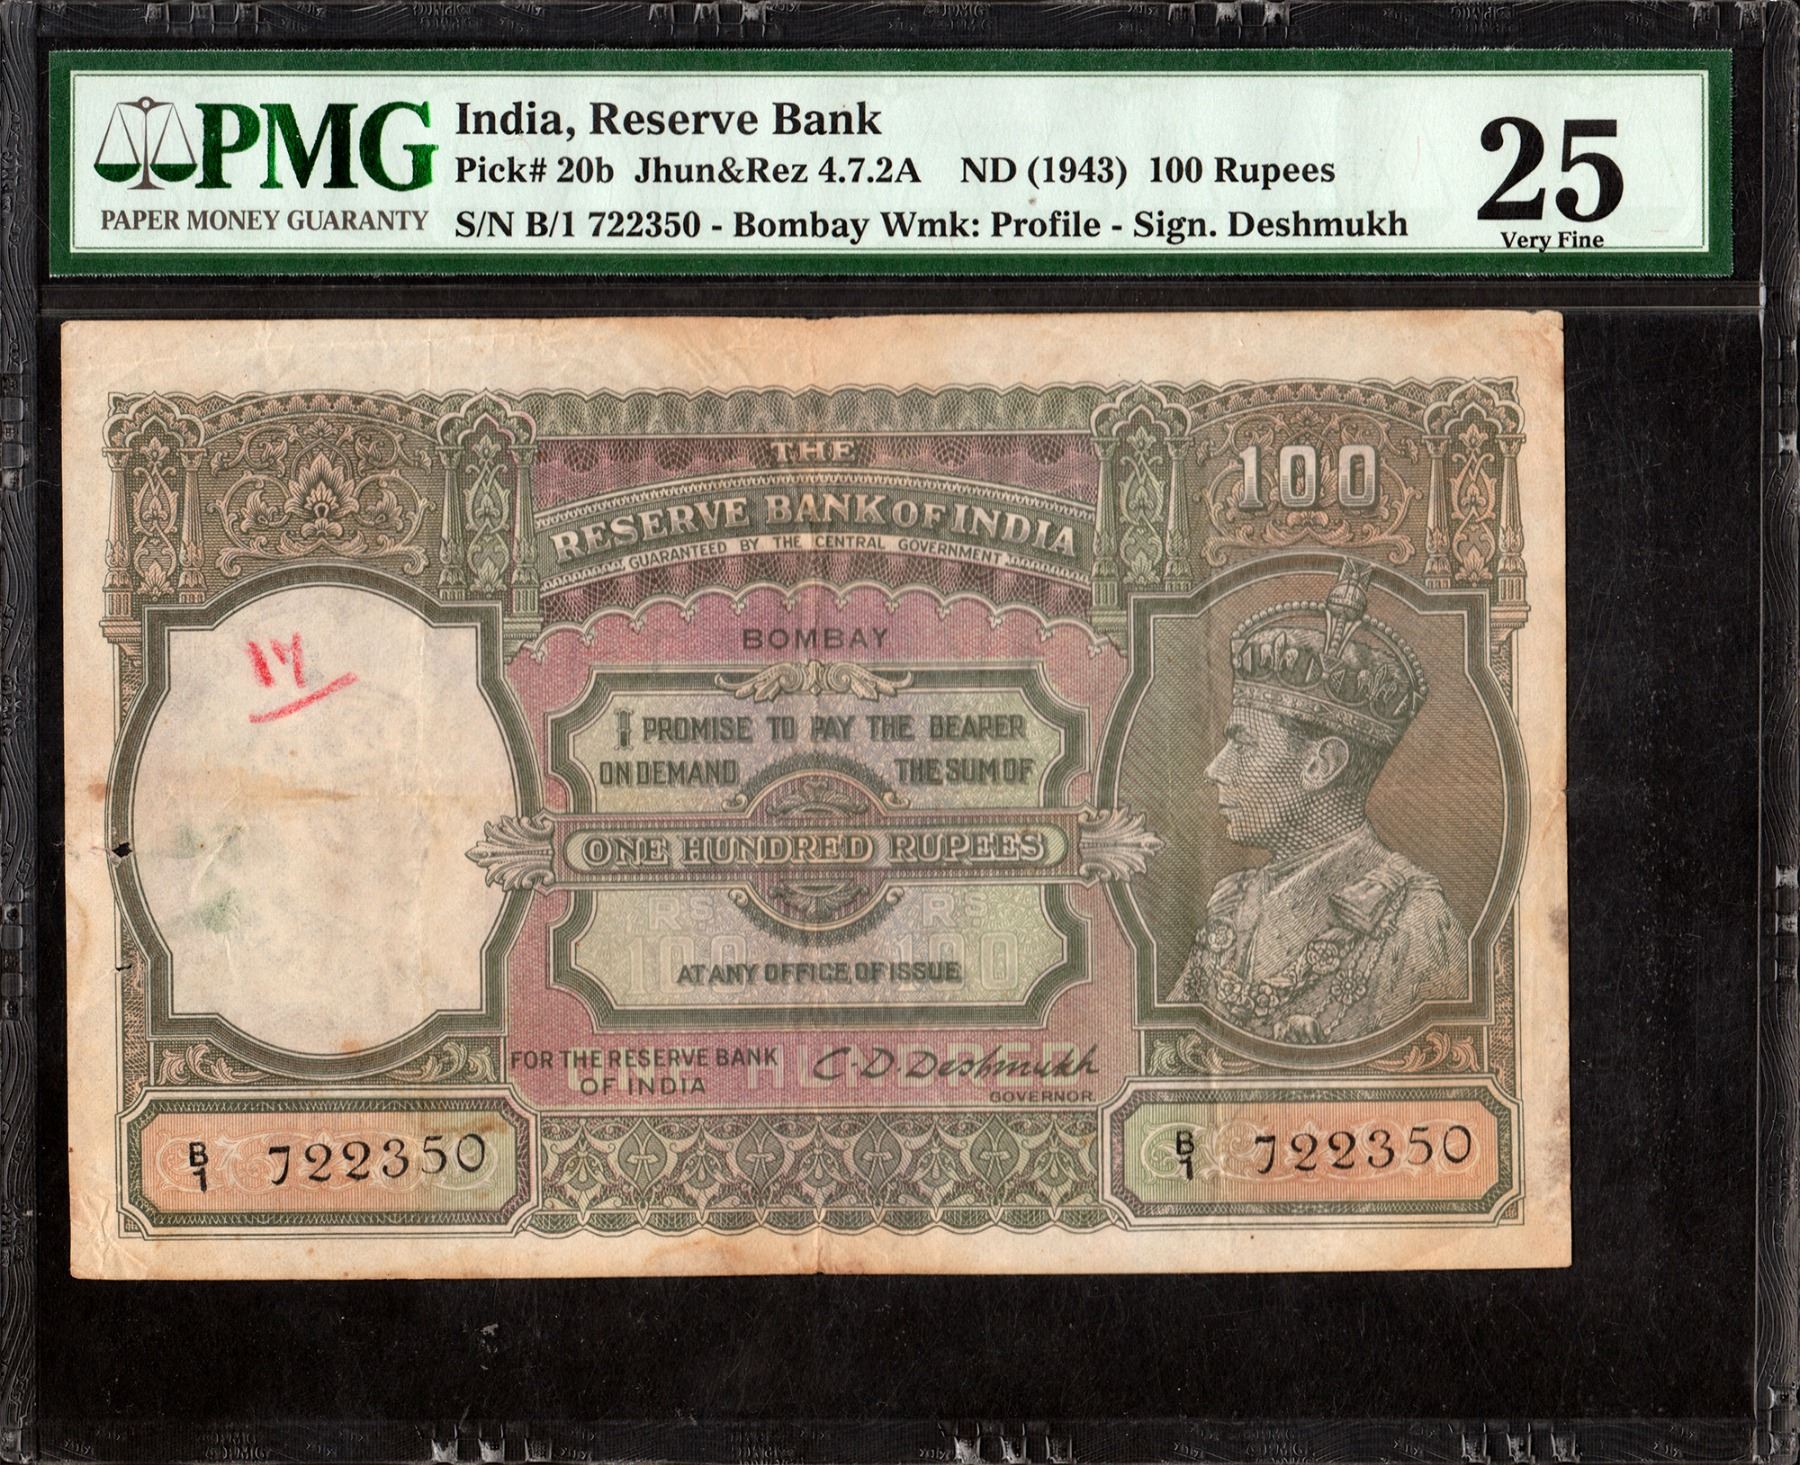 PMG
PAPER MONEY GUARANTY
India, Reserve Bank
Pick# 20b Jhun&Rez 4.7.2A ND (1943) 100 Rupees
S/N B/1 722350 - Bombay Wmk: Profile - Sign. Deshmukh
25
Very Fine
THE
RESERVE BANK OF INDIA
GUARANTEED BY THE CENTRAL GOVERNMENT
100
BOMBAY
I PROMISE TO PAY THE BEARER
ON DEMAND THE SUM OF
ONE HUNDRED RUPEES
RS RS
100 100
AT ANY OFFICE OF ISSUE
FOR THE RESERVE BANK
OF INDIA
C.D. Deshmukh
GOVERNOR.
B/1 722350
B/1 722350